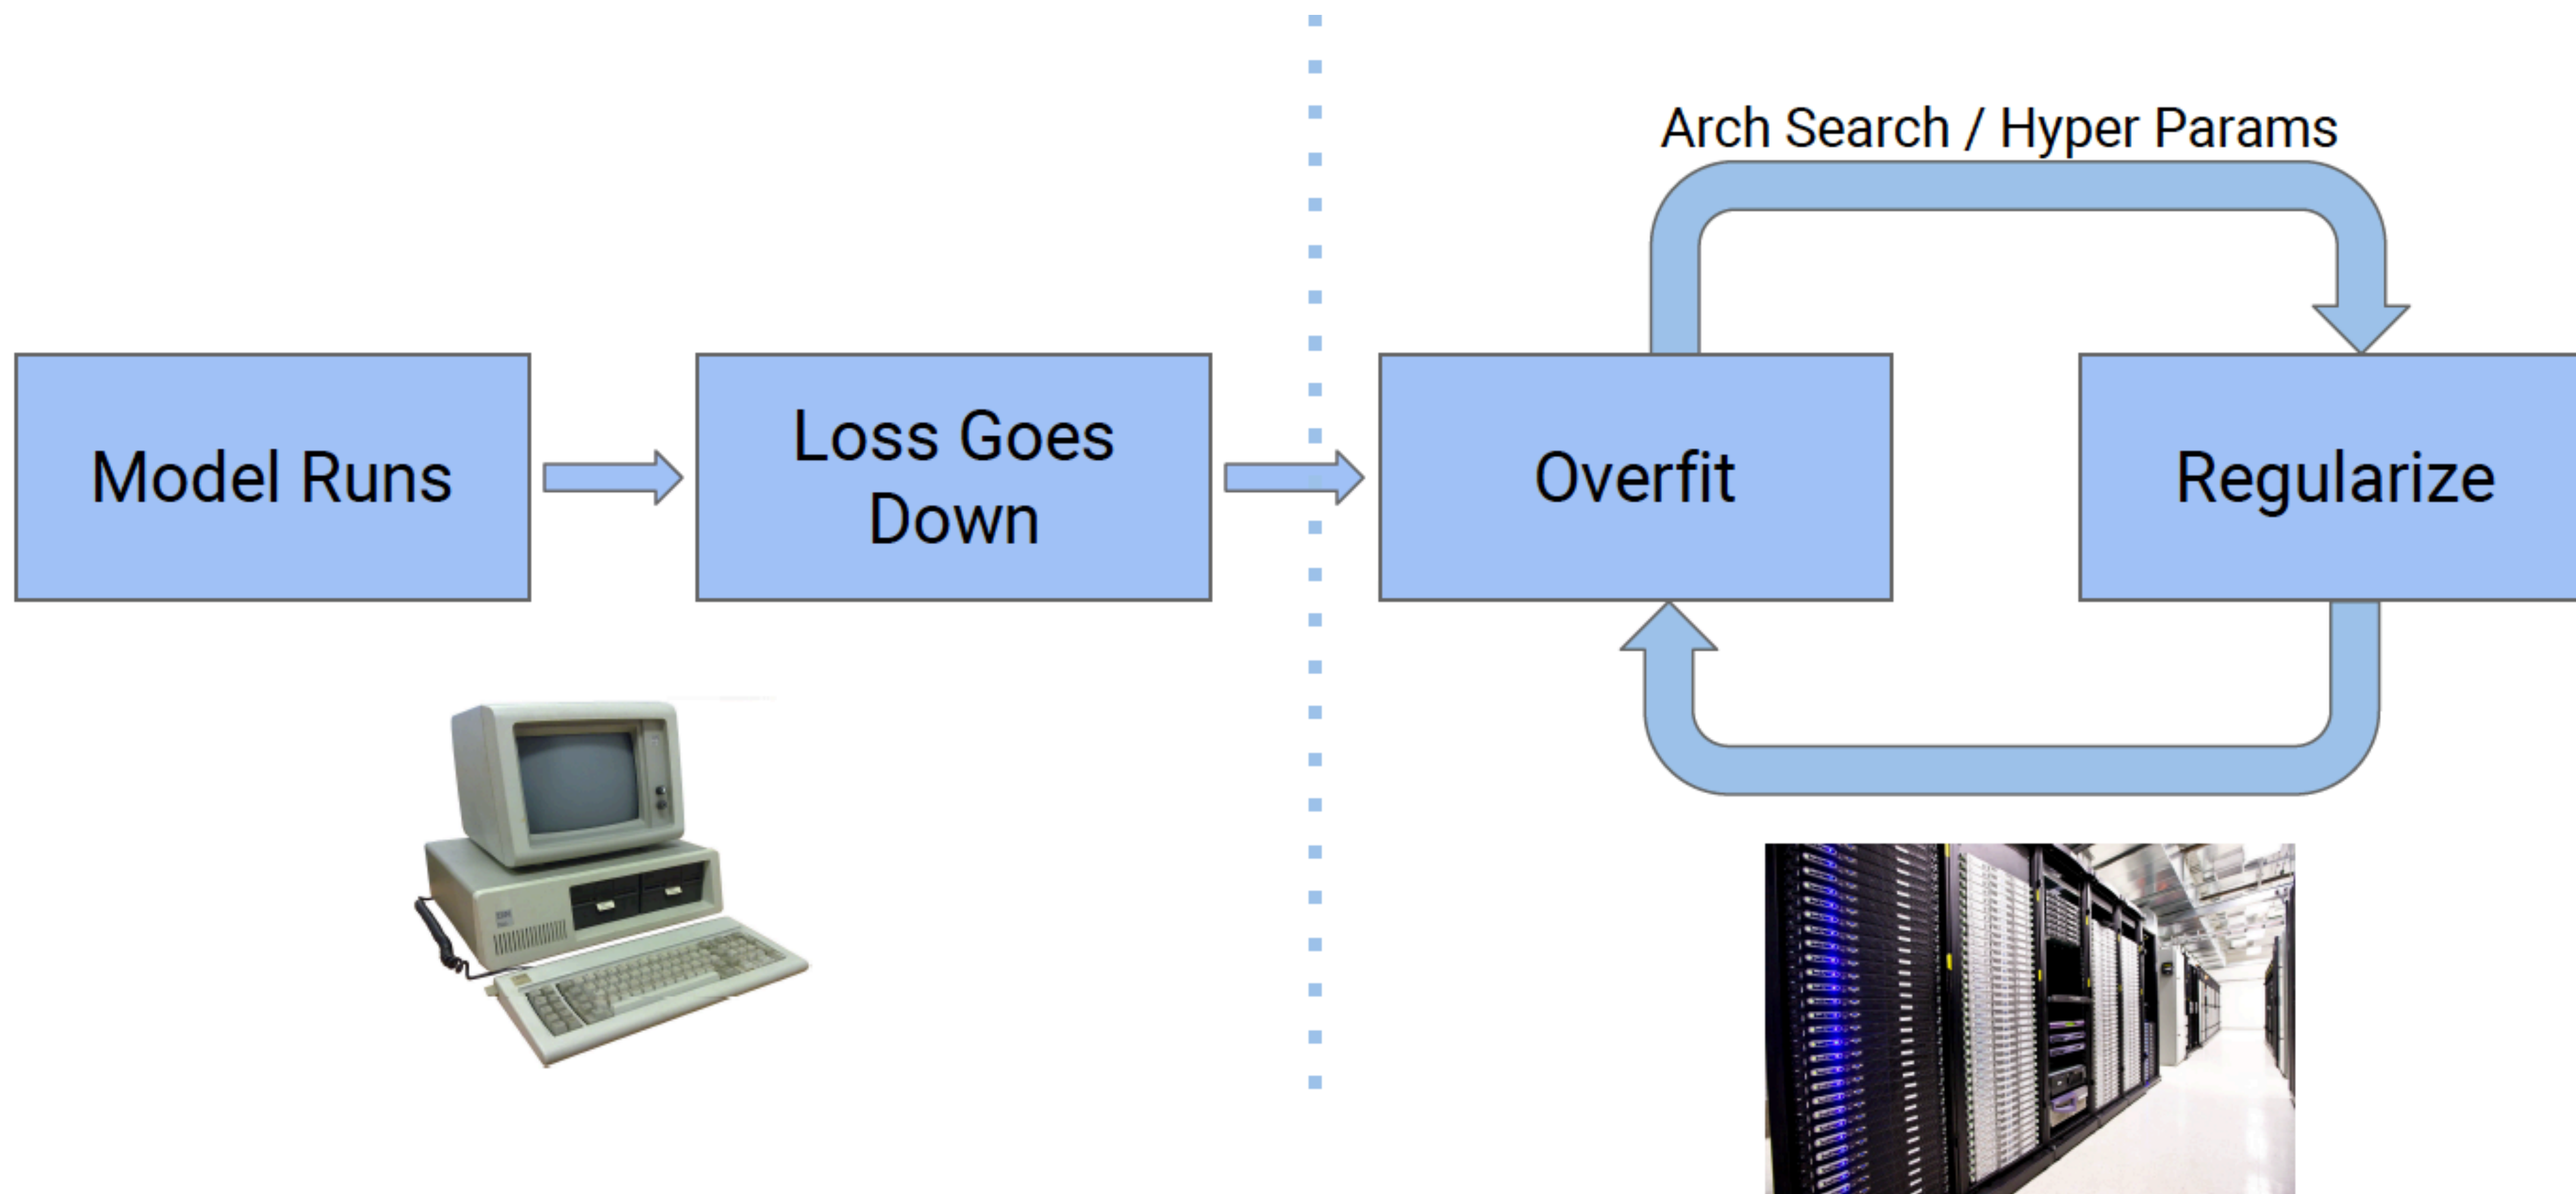 Arch Search / Hyper Params
Model Runs
Loss Goes
Down
Overfit
Regularize